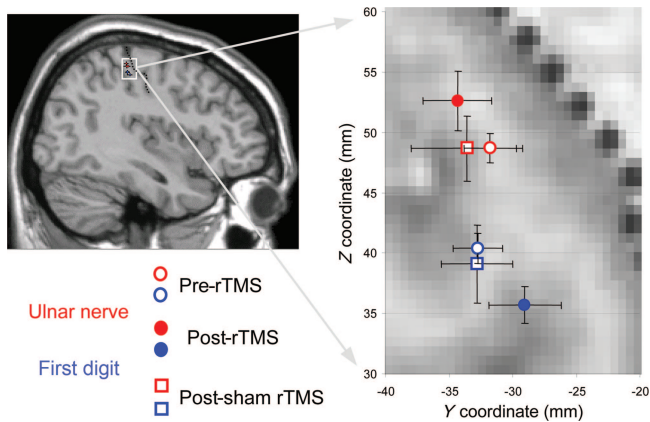 60
55
50
45
40
35
30
Z coordinate (mm)
-40
-35
-30
-25
-20
Y coordinate (mm)
Ulnar nerve
First digit
Pre-rTMS
Post-rTMS
Post-sham rTMS